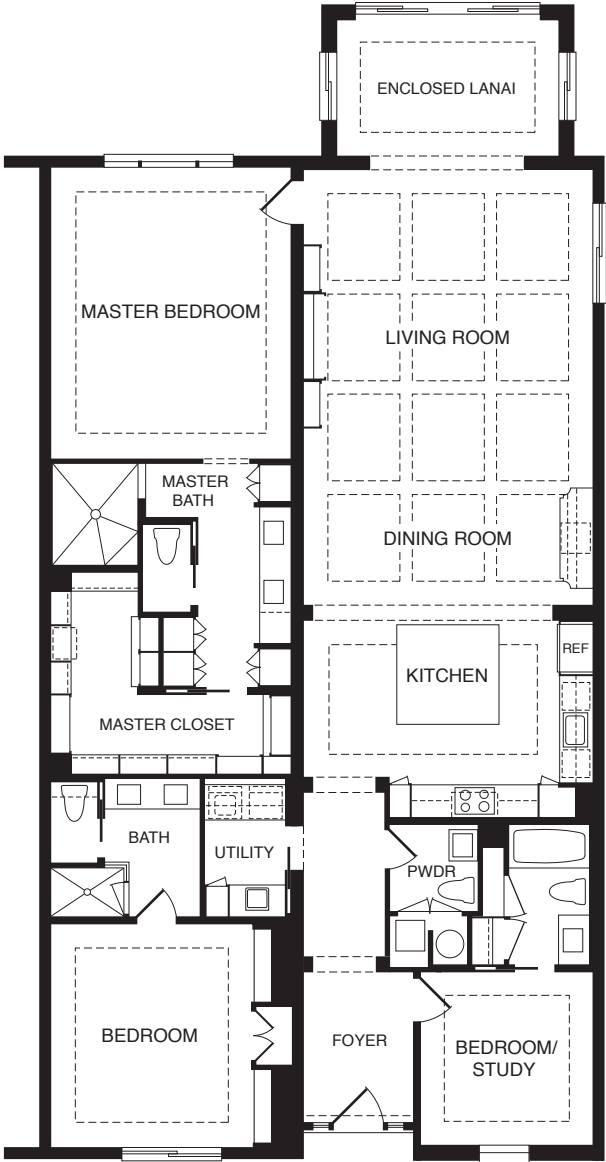 ENCLOSED LANAI
MASTER BEDROOM
LIVING ROOM
MASTER
BATH
DINING ROOM
KITCHEN
REF
MASTER CLOSET
BATH
UTILITY
PWDR
BEDROOM
FOYER
BEDROOM/
STUDY